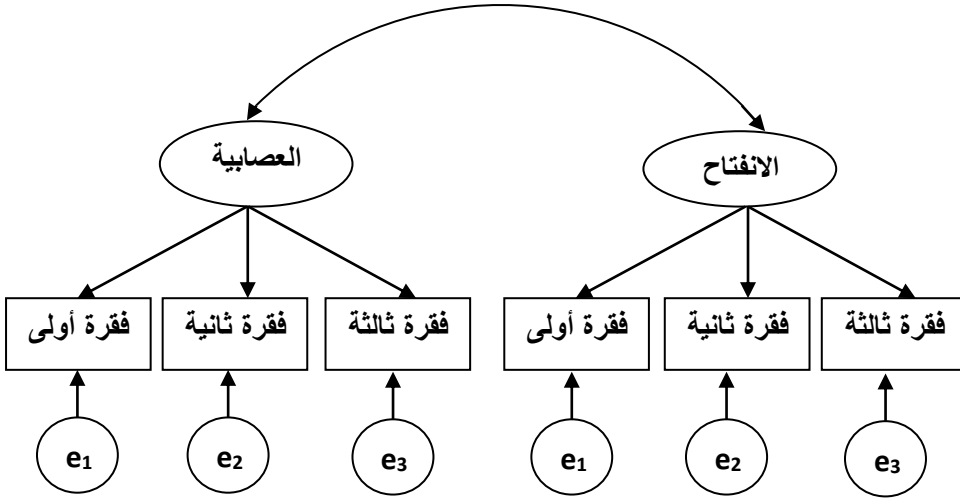 العصابية
الانفتاح
فقرة أولى
فقرة ثانية
فقرة ثالثة
فقرة أولى
فقرة ثانية
فقرة ثالثة
e1
e2
e3
e1
e2
e3